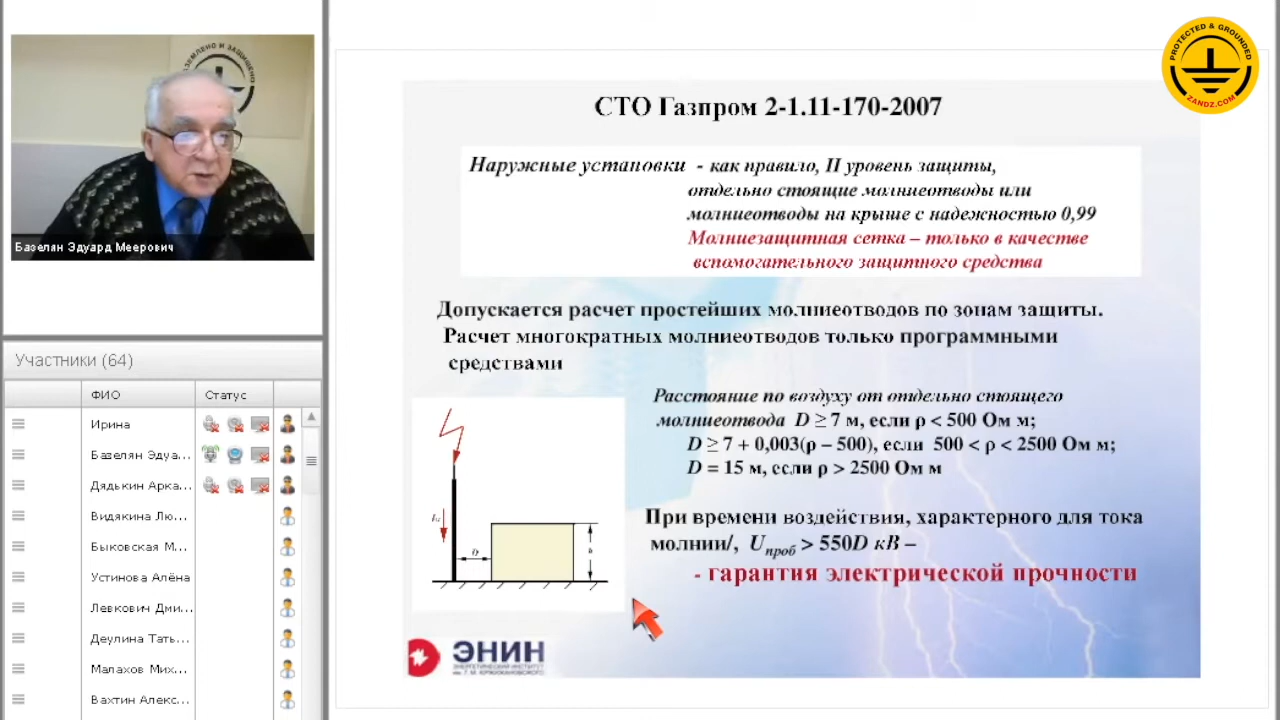 PROTECTED & GROUNDED
ZANDZ.COM
Базелян Эдуард Меерович
Участники (64)
ФИО
Статус
Ирина
Базелян Эдуа...
Дядькин Арка...
Видякина Лю...
Быковская М...
Устинова Алёна
Левкович Дми...
Деулина Тать...
Малахов Мих...
Вахтин Алекс...
СТО Газпром 2-1.11-170-2007
Наружные установки - как правило, II уровень защиты,
отдельно стоящие молниеотводы или
молниеотводы на крыше с надежностью 0,99
Молниезащитная сетка – только в качестве
вспомогательного защитного средства
Допускается расчет простейших молниеотводов по зонам защиты.
Расчет многократных молниеотводов только программными
средствами
Расстояние по воздуху от отдельно стоящего
молниеотвода D ≥ 7 м, если ρ < 500 Ом м;
D ≥ 7 + 0,003(ρ – 500), если 500 < ρ < 2500 Ом м;
D = 15 м, если ρ > 2500 Ом м
При времени воздействия, характерного для тока
молнии/, Uпроб > 550D кВ –
- гарантия электрической прочности
D
h
ЭНИН
ЭНЕРГЕТИЧЕСКИЙ ИНСТИТУТ
им. Г.М. КРЖИЖАНОВСКОГО